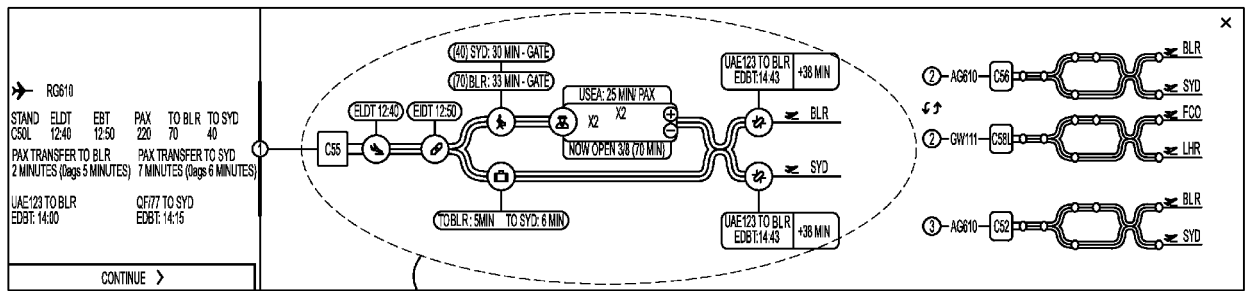 RG610
STAND ELDT EBT PAX TO BLR TO SYD
C50L 12:40 12:50 220 70 40
PAX TRANSFER TO BLR PAX TRANSFER TO SYD
2 MINUTES (0ags 5 MINUTES) 7 MINUTES (0ags 6 MINUTES)
UAE123 TO BLR QF/77 TO SYD
EDBT: 14:00 EDBT: 14:15
CONTINUE >
1
C55
ELDT 12:40
EIDT 12:50
(40) SYD: 30 MIN - GATE
(70)BLR: 33 MIN - GATE
USEA: 25 MIN/ PAX
X2 X2
NOW OPEN 3/8 (70 MIN)
TOBLR: 5MIN TO SYD: 6 MIN
UAE123 TO BLR
EDBT:14:43 +38 MIN
BLR
SYD
UAE123 TO BLR
EDBT:14:43 +38 MIN
X
2 AG610 C56 BLR
SYD
2 GW111 C58L FCO
LHR
3 AG610 C52 BLR
SYD